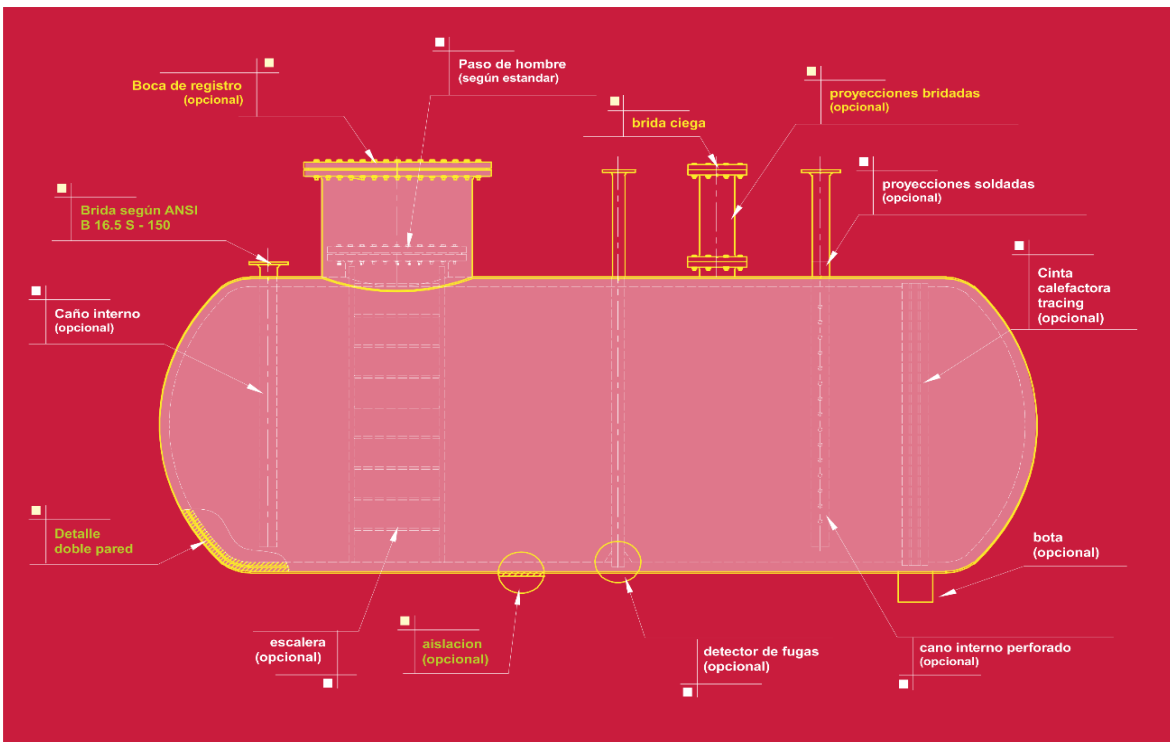 Paso de hombre
(según estandar)
Boca de registro
(opcional)
proyecciones bridadas
(opcional)
brida ciega
proyecciones soldadas
(opcional)
Brida según ANSI
B 16.5 S - 150
Cinta
calefactora
tracing
(opcional)
Caño interno
(opcional)
Detalle
doble pared
bota
(opcional)
escalera
(opcional)
aislacion
(opcional)
detector de fugas
(opcional)
cano interno perforado
(opcional)